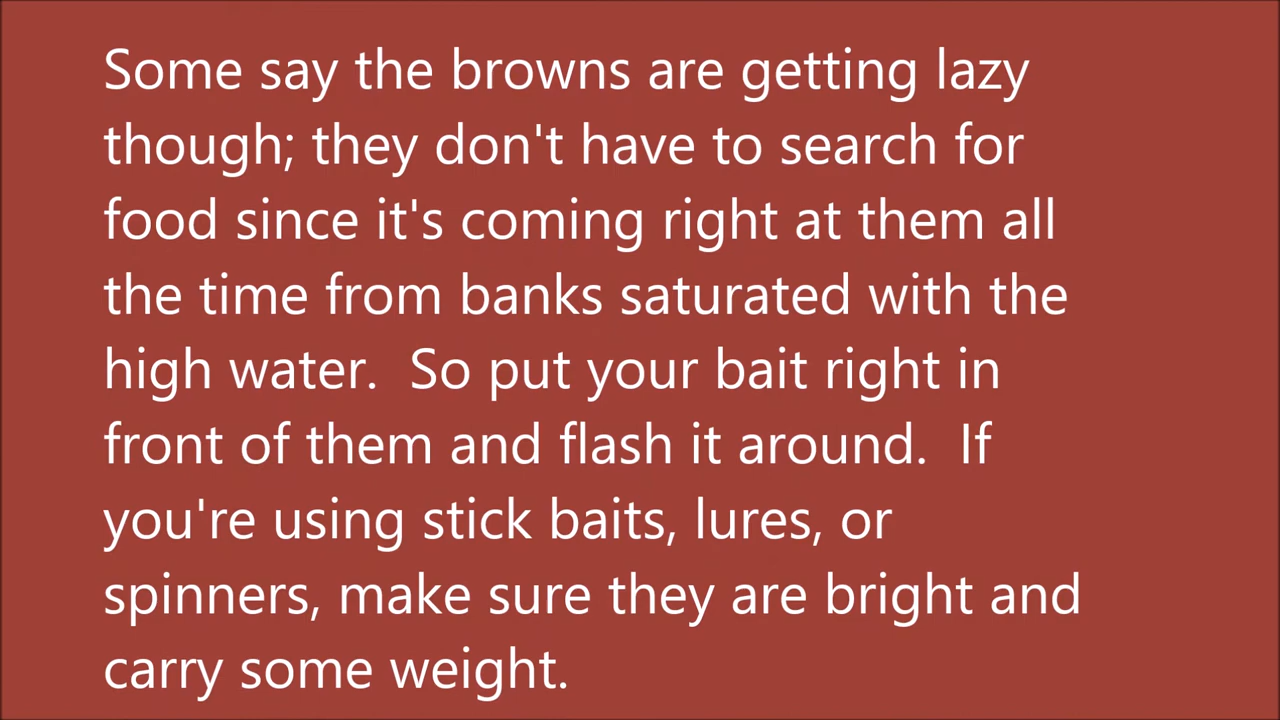 Some say the browns are getting lazy
though; they don't have to search for
food since it's coming right at them all
the time from banks saturated with the
high water.  So put your bait right in
front of them and flash it around.  If
you're using stick baits, lures, or
spinners, make sure they are bright and
carry some weight.